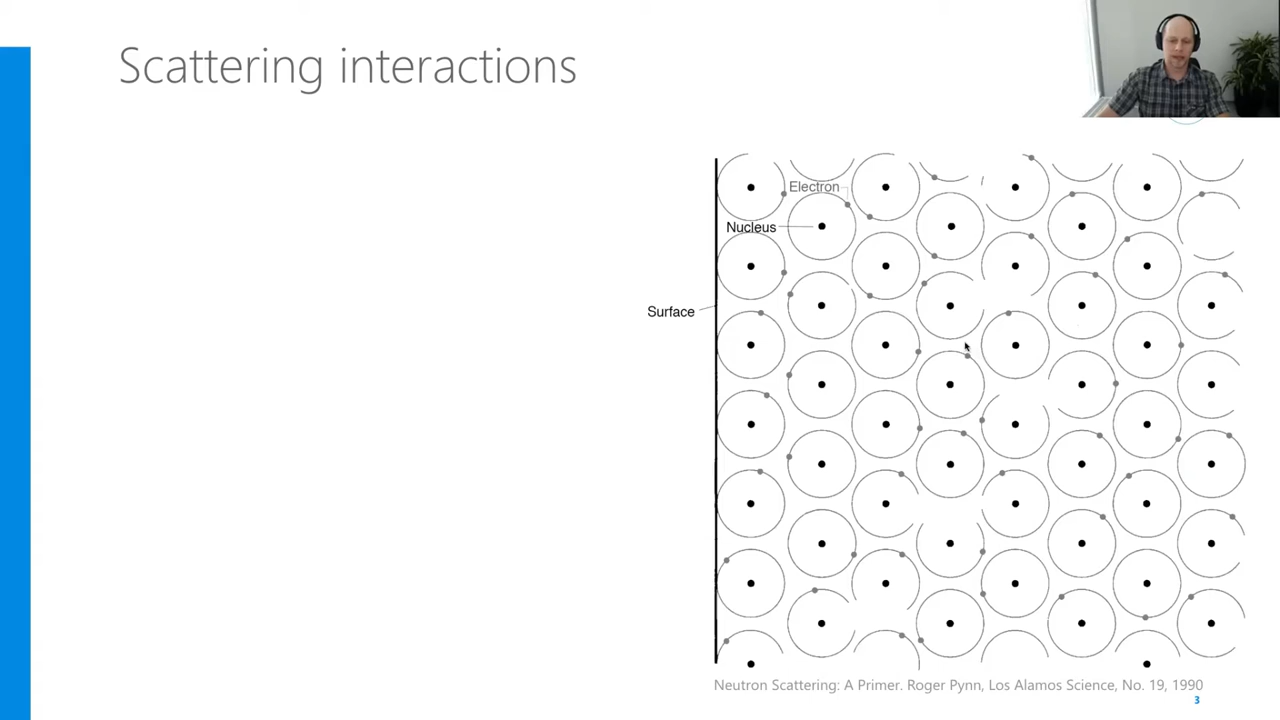 Scattering interactions
Electron
Nucleus
Surface
Neutron Scattering: A Primer. Roger Pynn, Los Alamos Science, No. 19, 1990
3